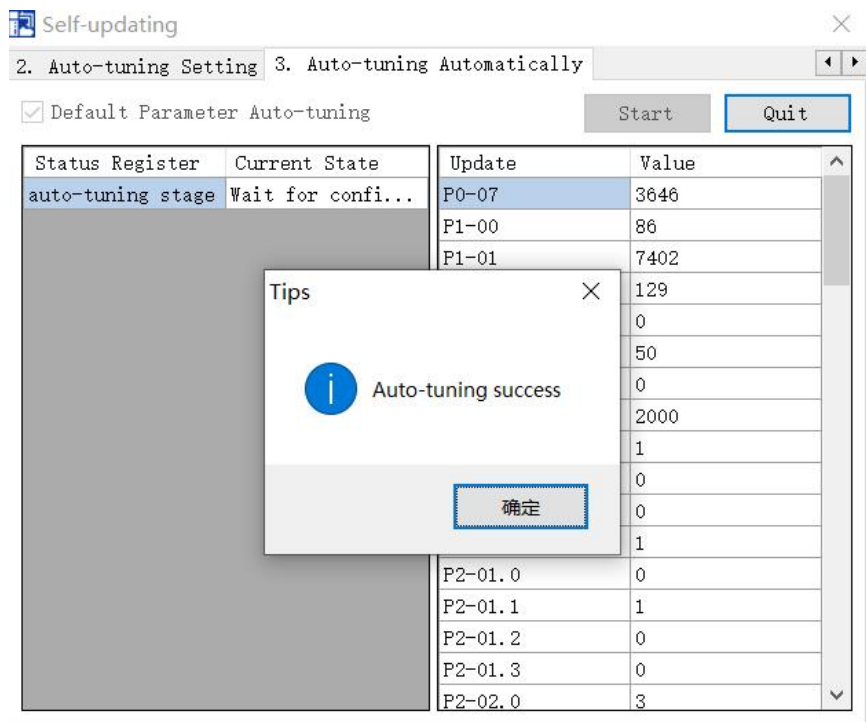 Self-updating
2. Auto-tuning Setting 3. Auto-tuning Automatically
Default Parameter Auto-tuning Start Quit
Status Register Current State Update Value
auto-tuning stage Wait for confi... P0-07 3646
P1-00 86
P1-01 7402
Tips 129
0
50
Auto-tuning success 0
2000
1
0
确定 0
1
P2-01.0 0
P2-01.1 1
P2-01.2 0
P2-01.3 0
P2-02.0 3